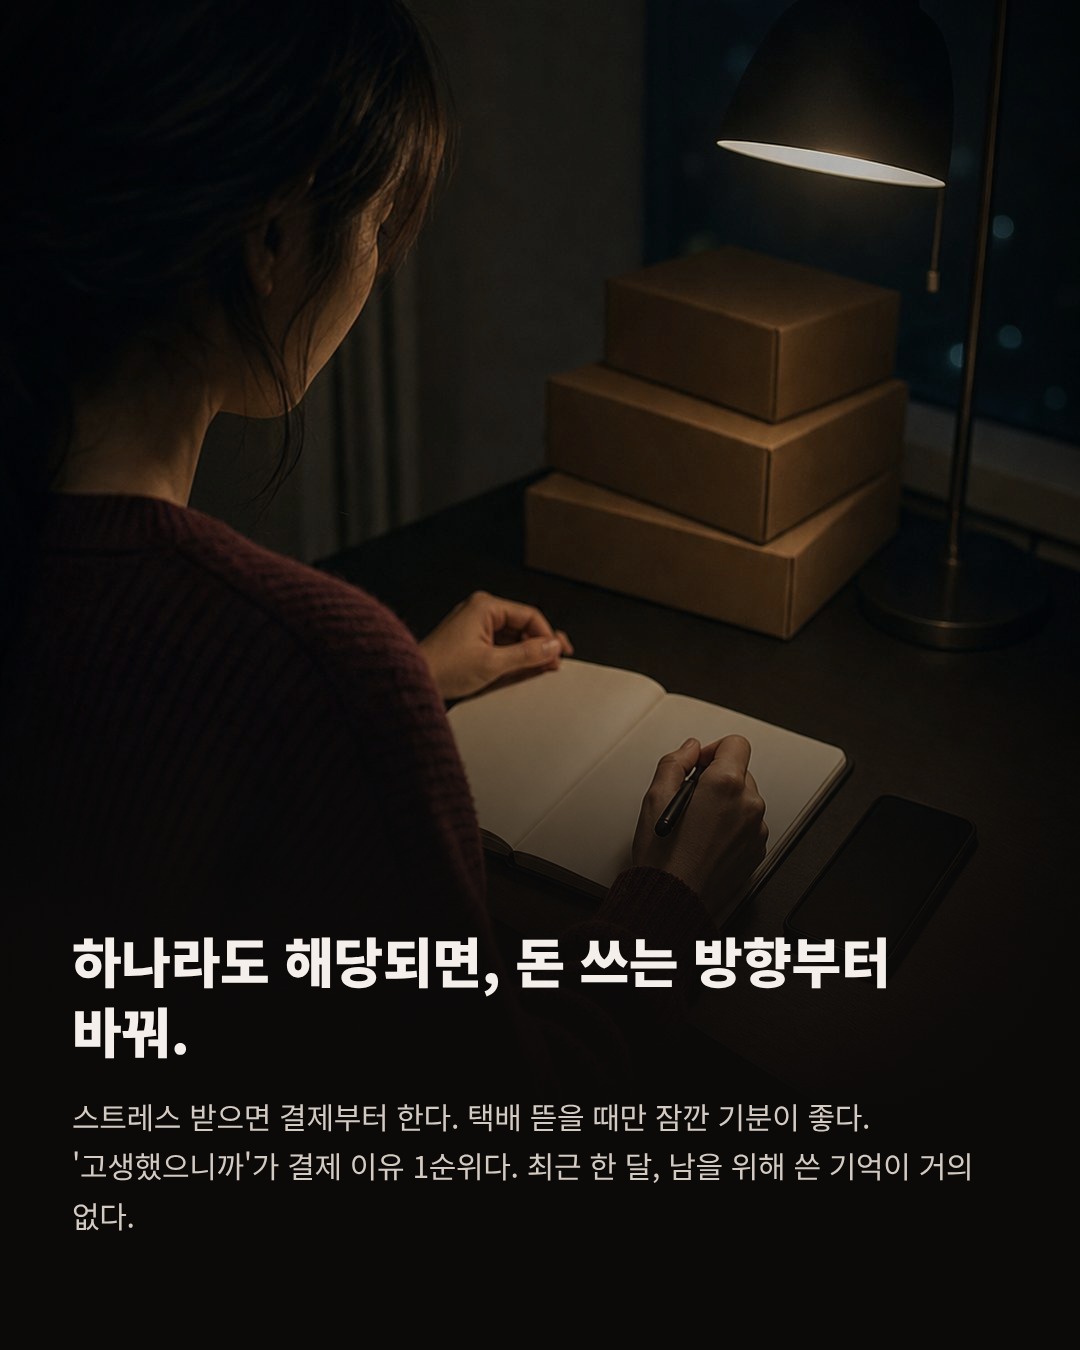 하나라도 해당되면, 돈 쓰는 방향부터
바꿔.
스트레스 받으면 결제부터 한다. 택배 뜯을 때만 잠깐 기분이 좋다.
'고생했으니까'가 결제 이유 1순위다. 최근 한 달, 남을 위해 쓴 기억이 거의
없다.